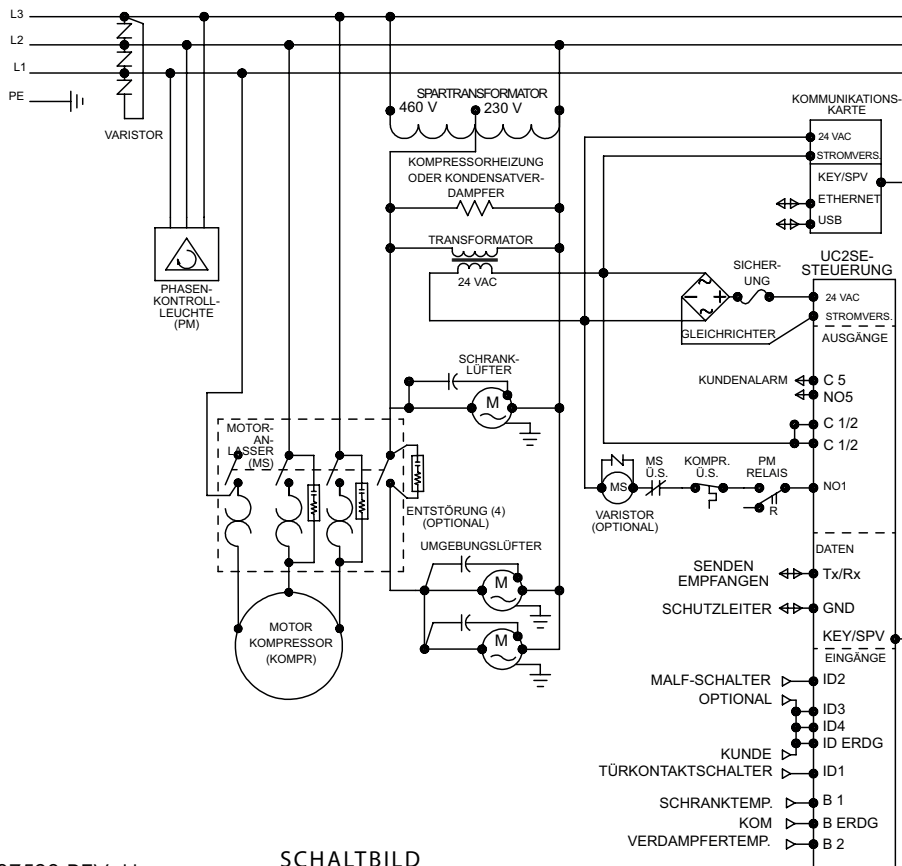 L3
L2
L1
PE
VARISTOR
SPARTRANSFORMATOR
460 V
230 V
KOMPRESSORHEIZUNG
ODER KONDENSATVER-
DAMPFER
TRANSFORMATOR
24 VAC
PHASEN-
KONTROLL-
LEUCHTE
(PM)
KOMMUNIKATIONS-
KARTE
24 VAC
STROMVERS.
KEY/SPV
ETHERNET
USB
SICHER-
UNG
GLEICHRICHTER
UC2SE-
STEUERUNG
24 VAC
STROMVERS.
AUSGÄNGE
SCHRANK-
LÜFTER
M
KUNDENALARM
C 5
NO5
C 1/2
C 1/2
MOTOR-
AN-
LASSER
(MS)
ENTSTÖRUNG (4)
(OPTIONAL)
MS
VARISTOR
(OPTIONAL)
MS
Ü.S.
KOMPR.
Ü.S.
PM
RELAIS
R
NO1
UMGEBUNGSLÜFTER
M
M
MOTOR
KOMPRESSOR
(KOMPR)
DATEN
SENDEN
EMPFANGEN
Tx/Rx
SCHUTZLEITER
GND
KEY/SPV
EINGÄNGE
MALF-SCHALTER
ID2
OPTIONAL
ID3
ID4
ID ERDG
KUNDE
TÜRKONTAKTSCHALTER
ID1
SCHRANKTEMP.
B 1
KOM
B ERDG
VERDAMPFERTEMP.
B 2
SCHALTBILD